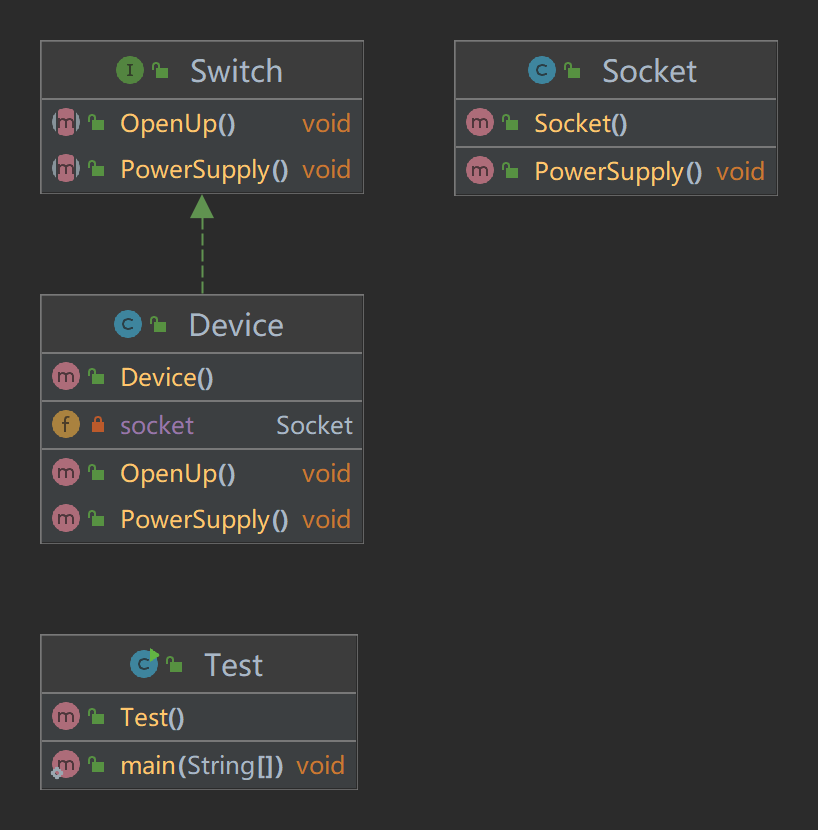 I Switch
m OpenUp() void
m PowerSupply() void
C Socket
m Socket()
m PowerSupply() void
C Device
m Device()
f socket Socket
m OpenUp() void
m PowerSupply() void
C Test
m Test()
m main(String[]) void